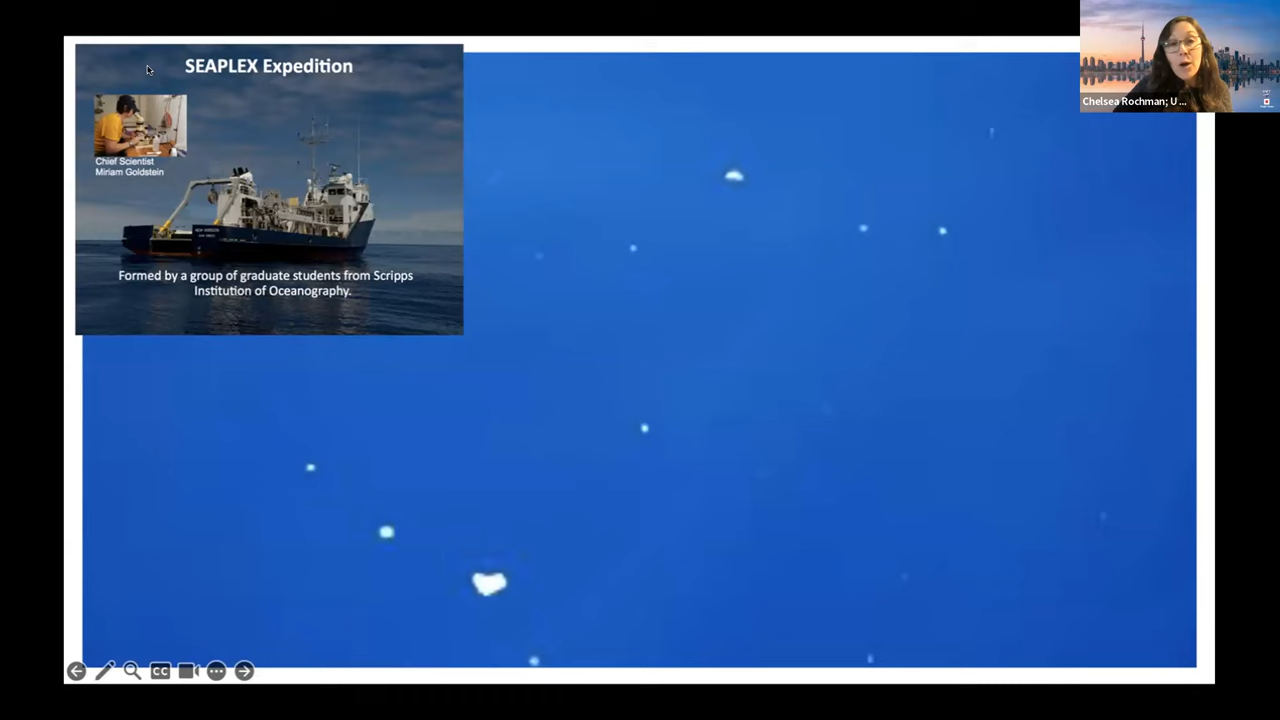 SEAPLEX Expedition
Chief Scientist
Miriam Goldstein
Formed by a group of graduate students from Scripps
Institution of Oceanography.
Chelsea Rochman; U ...
CC